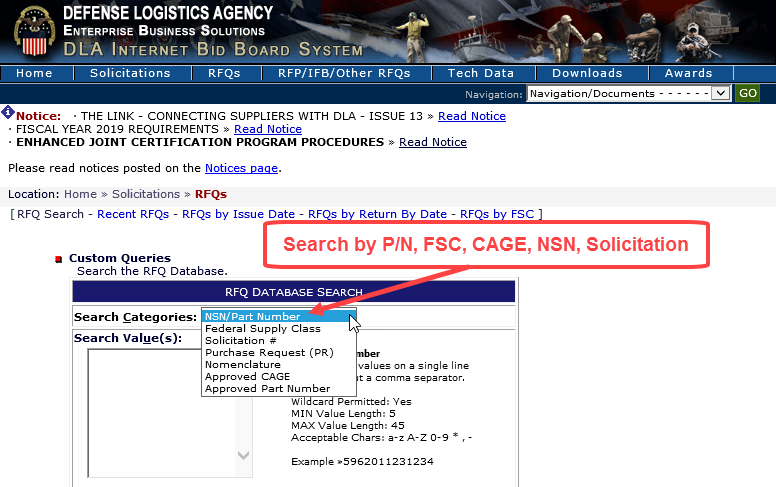 DEFENSE LOGISTICS AGENCY
ENTERPRISE BUSINESS SOLUTIONS
DLA INTERNET BID BOARD SYSTEM
Home Solicitations RFQs RFP/IFB/Other RFQs Tech Data Downloads Awards
Navigation: Navigation/Documents - - - - - - GO
Notice: · THE LINK - CONNECTING SUPPLIERS WITH DLA - ISSUE 13 » Read Notice
· FISCAL YEAR 2019 REQUIREMENTS » Read Notice
· ENHANCED JOINT CERTIFICATION PROGRAM PROCEDURES » Read Notice
Please read notices posted on the Notices page.
Location: Home » Solicitations » RFQs
[ RFQ Search - Recent RFQs - RFQs by Issue Date - RFQs by Return By Date - RFQs by FSC ]
Search by P/N, FSC, CAGE, NSN, Solicitation
Custom Queries
Search the RFQ Database.
RFQ DATABASE SEARCH
Search Categories: NSN/Part Number
Federal Supply Class
Solicitation #
Purchase Request (PR)
Nomenclature
Approved CAGE
Approved Part Number
Search Value(s):
values on a single line
a comma separator.
Wildcard Permitted: Yes
MIN Value Length: 5
MAX Value Length: 45
Acceptable Chars: a-z A-Z 0-9 * , -
Example »5962011231234